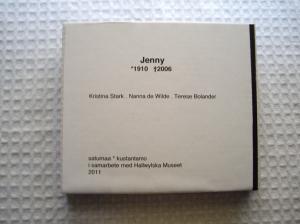 Jenny
*1910 †2006
Kristina Stark . Nanna de Wilde . Terese Bolander
satumaa * kustantamo
i samarbete med Hallwylska Museet
2011